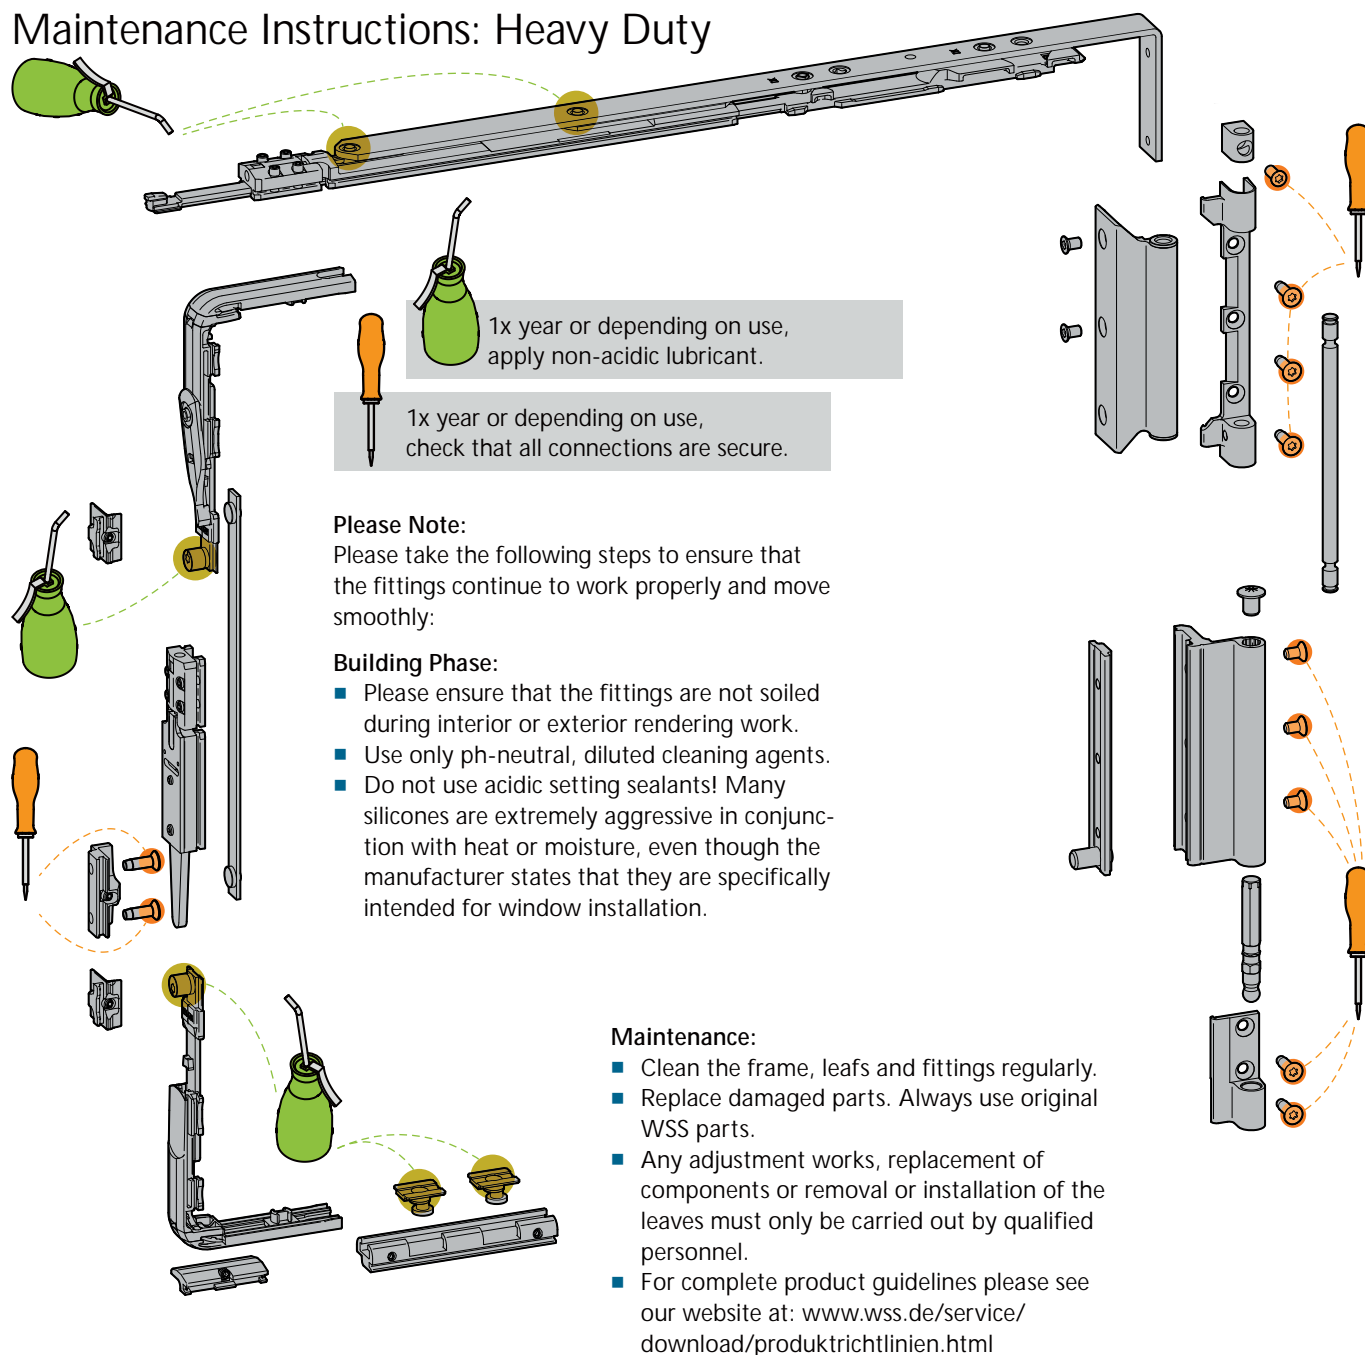 Maintenance Instructions: Heavy Duty
1x year or depending on use,
apply non-acidic lubricant.
1x year or depending on use,
check that all connections are secure.
Please Note:
Please take the following steps to ensure that
the fittings continue to work properly and move
smoothly:
Building Phase:
■ Please ensure that the fittings are not soiled
during interior or exterior rendering work.
■ Use only ph-neutral, diluted cleaning agents.
■ Do not use acidic setting sealants! Many
silicones are extremely aggressive in conjunc-
tion with heat or moisture, even though the
manufacturer states that they are specifically
intended for window installation.
Maintenance:
■ Clean the frame, leafs and fittings regularly.
■ Replace damaged parts. Always use original
WSS parts.
■ Any adjustment works, replacement of
components or removal or installation of the
leaves must only be carried out by qualified
personnel.
■ For complete product guidelines please see
our website at: www.wss.de/service/
download/produktrichtlinien.html